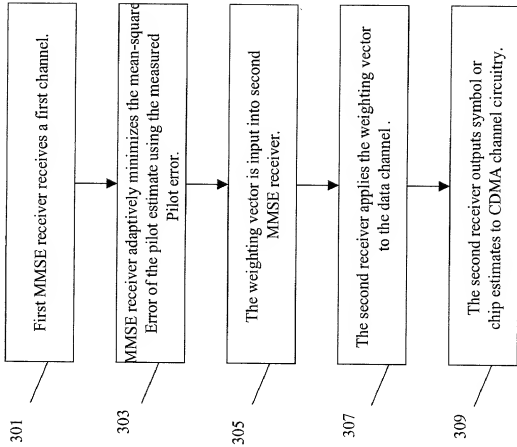 301
First MMSE receiver receives a first channel.
303
MMSE receiver adaptively minimizes the mean-square
Error of the pilot estimate using the measured
Pilot error.
305
The weighting vector is input into second
MMSE receiver.
307
The second receiver applies the weighting vector
to the data channel .
309
The second receiver outputs symbol or
chip estimates to CDMA channel circuitry.